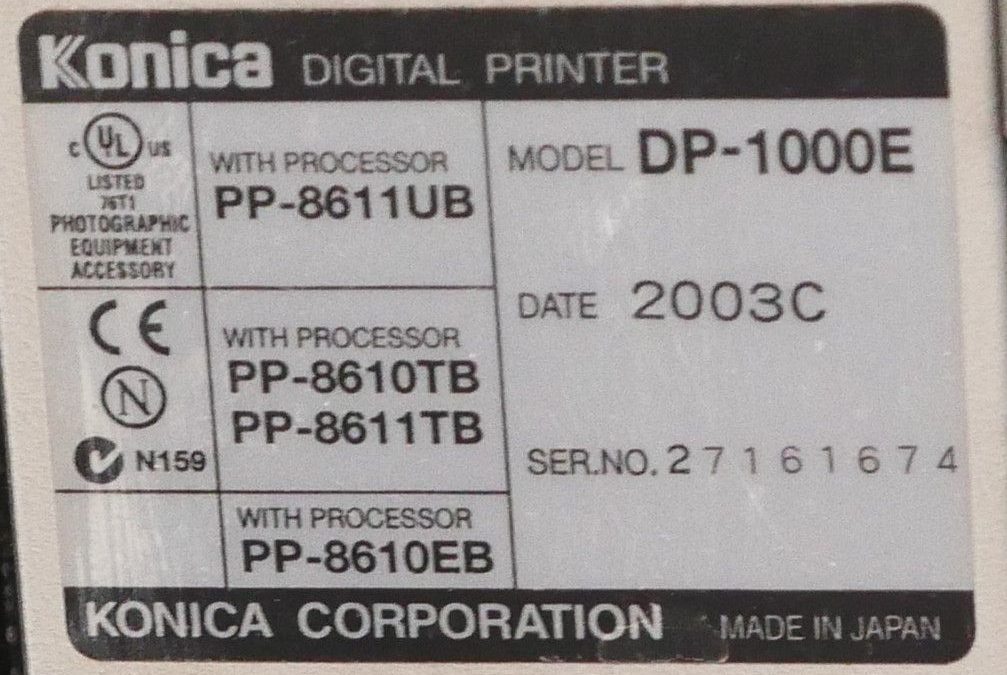 Konica DIGITAL PRINTER
C UL US
LISTED
76T1
PHOTOGRAPHIC
EQUIPMENT
ACCESSORY
WITH PROCESSOR
PP-8611UB
CE
N
N159
WITH PROCESSOR
PP-8610TB
PP-8611TB
WITH PROCESSOR
PP-8610EB
MODEL DP-1000E
DATE 2003C
SER.NO. 27161674
KONICA CORPORATION MADE IN JAPAN